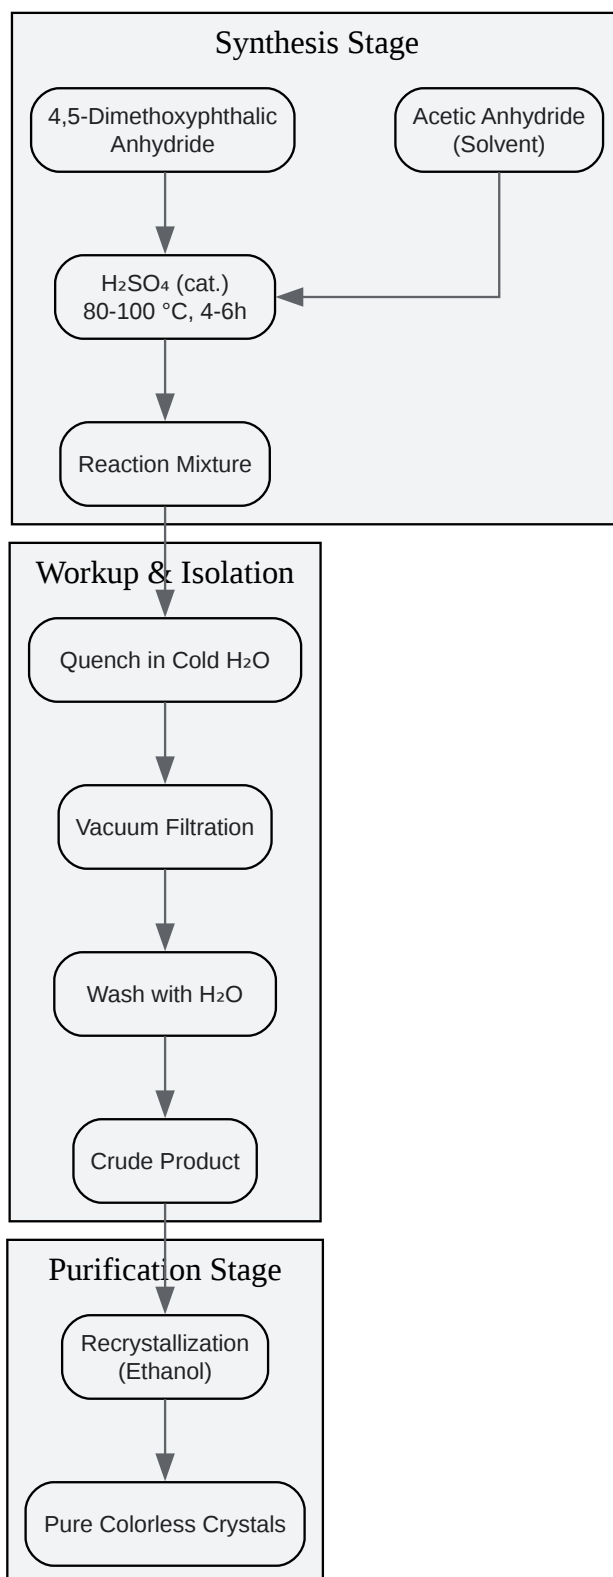 Synthesis Stage
4,5-Dimethoxyphthalic
Anhydride
Acetic Anhydride
(Solvent)
H₂SO₄ (cat.)
80-100 °C, 4-6h
Reaction Mixture
Workup & Isolation
Quench in Cold H₂O
Vacuum Filtration
Wash with H₂O
Crude Product
Purification Stage
Recrystallization
(Ethanol)
Pure Colorless Crystals